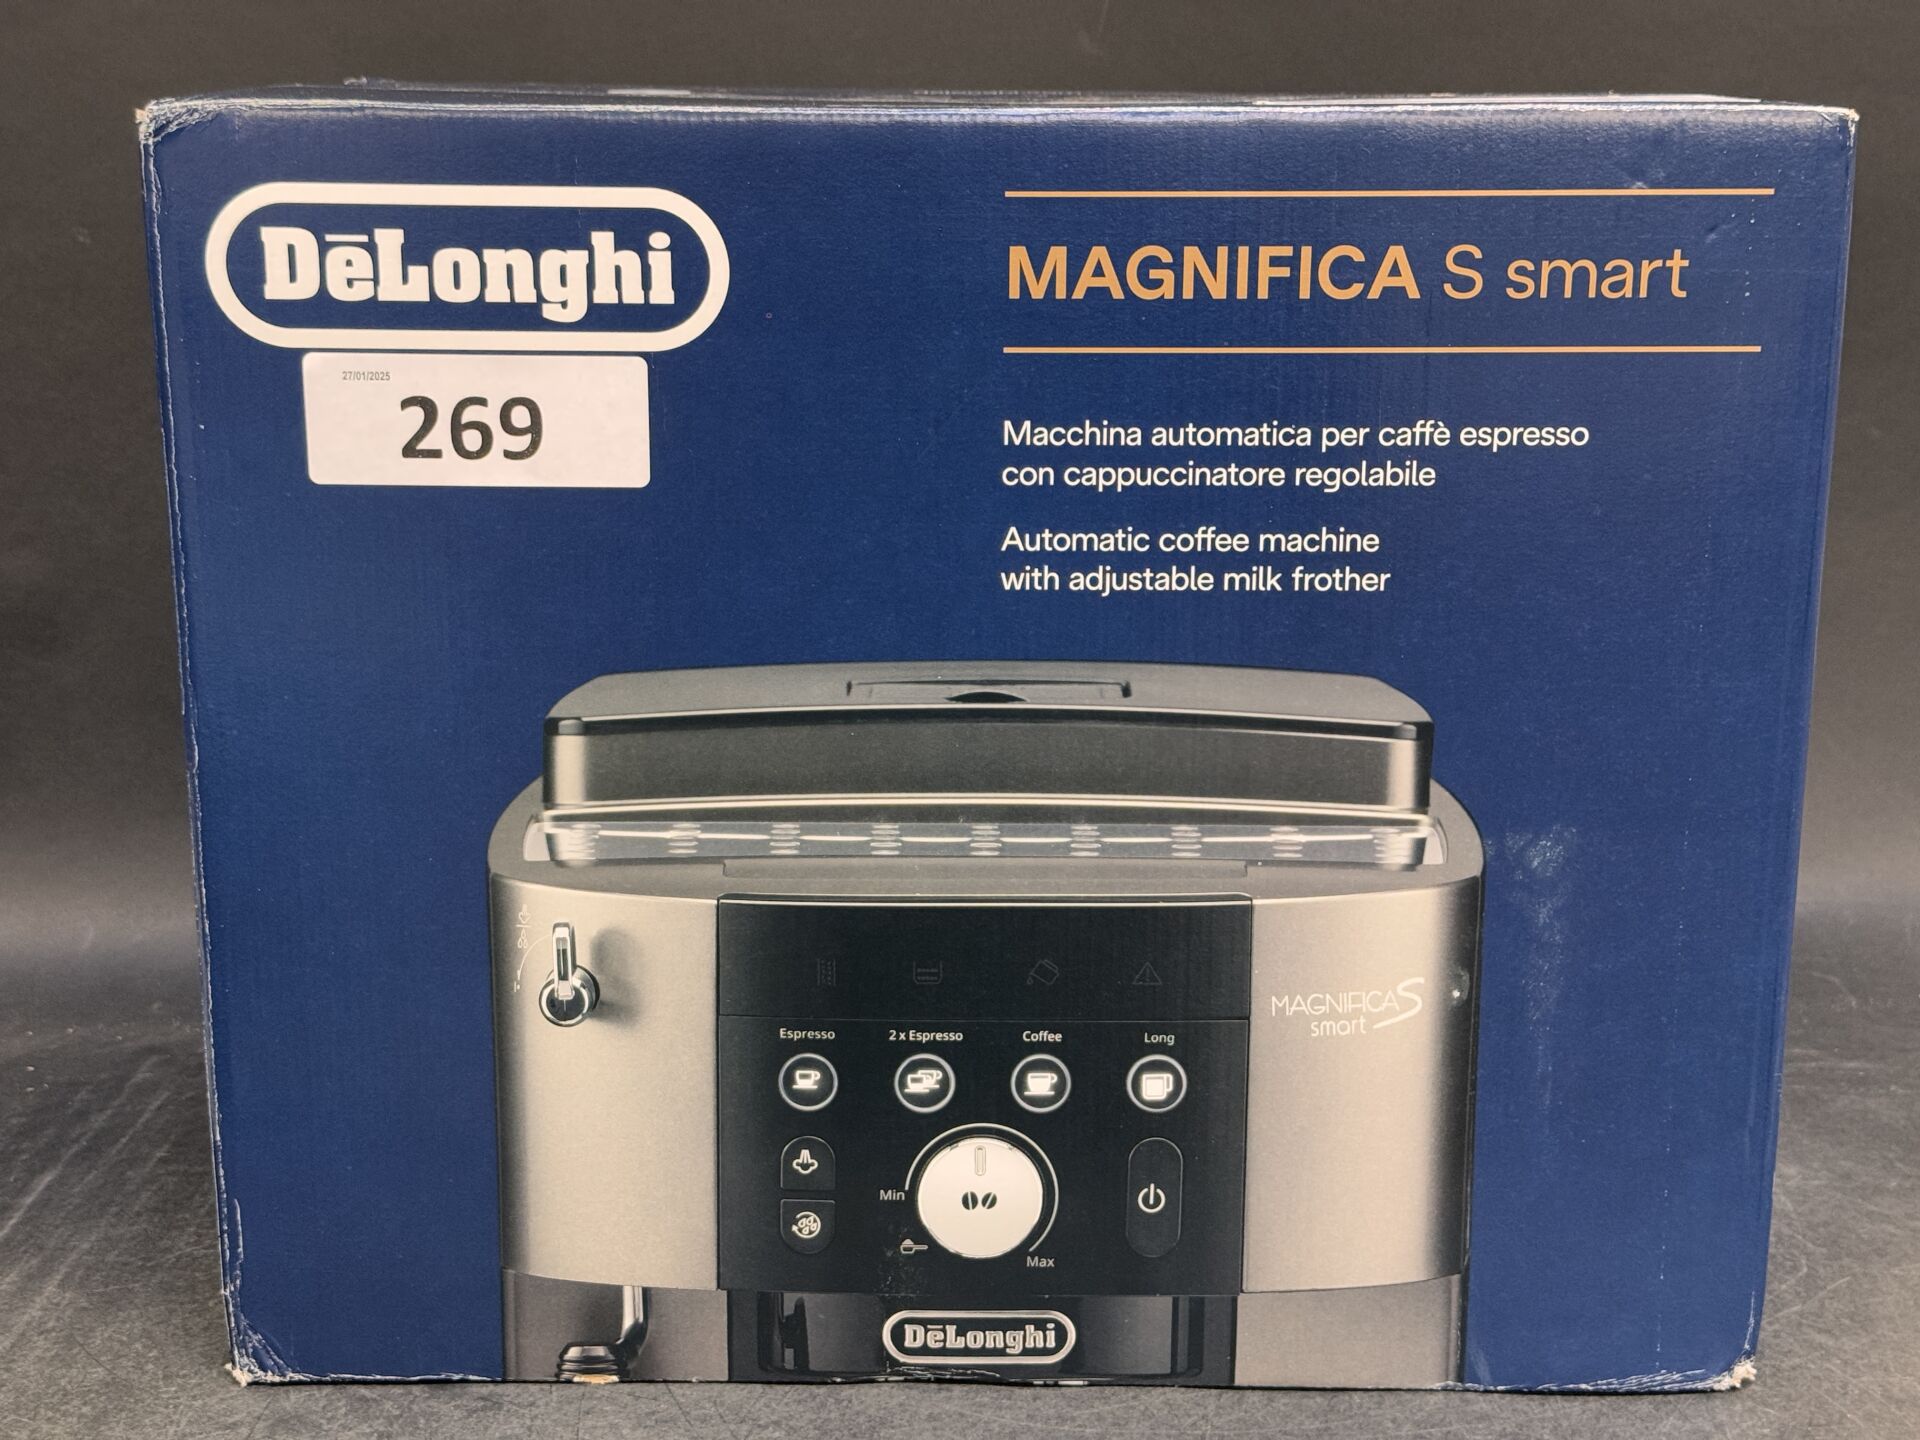 DēLonghi
MAGNIFICA S smart
27/01/2025
269
Macchina automatica per caffè espresso
con cappuccinatore regolabile
Automatic coffee machine
with adjustable milk frother
MAGNIFICA S
smart
Espresso
2 x Espresso
Coffee
Long
Min
Max
DēLonghi